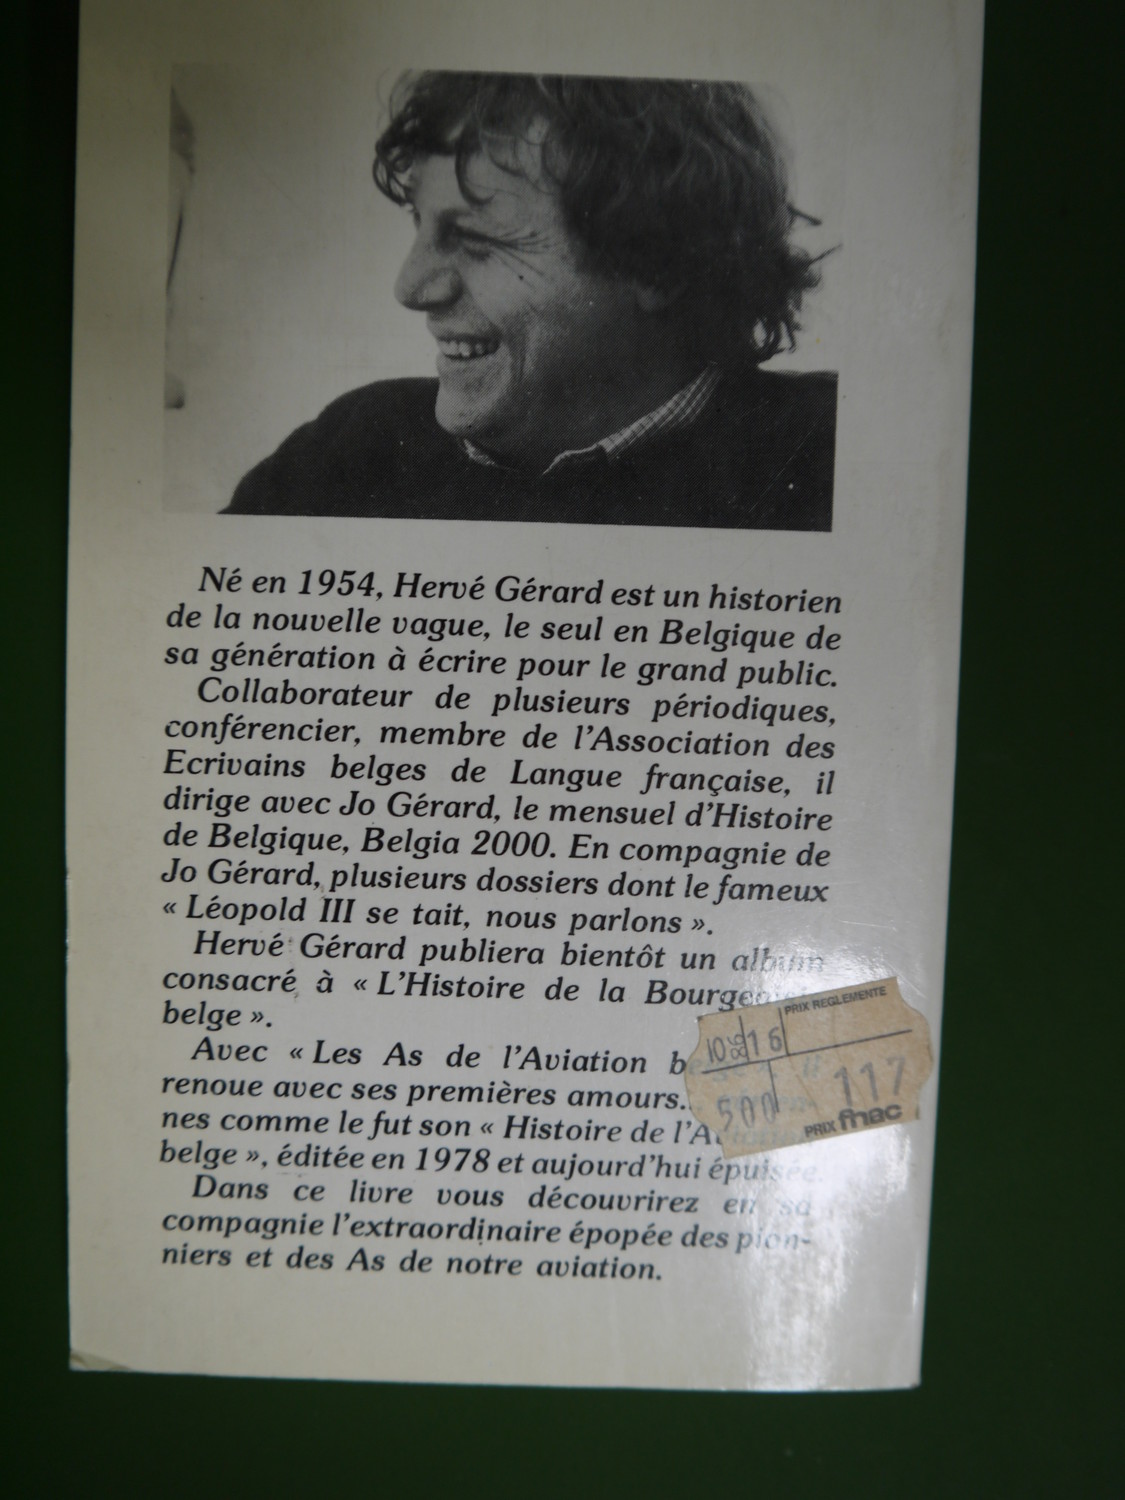 Né en 1954, Hervé Gérard est un historien
de la nouvelle vague, le seul en Belgique de
sa génération à écrire pour le grand public.
Collaborateur de plusieurs périodiques,
conférencier, membre de l'Association des
Ecrivains belges de Langue française, il
dirige avec Jo Gérard, le mensuel d'Histoire
de Belgique, Belgia 2000. En compagnie de
Jo Gérard, plusieurs dossiers dont le fameux
« Léopold III se tait, nous parlons ».
Hervé Gérard publiera bientôt un album
consacré à « L'Histoire de la Bourgeoisie
belge ».
Avec « Les As de l'Aviation
renoue avec ses premières amours...
nes comme le fut son « Histoire de l'Aviation
belge », éditée en 1978 et aujourd'hui épuisée.
Dans ce livre vous découvrirez en sa
compagnie l'extraordinaire épopée des pion-
niers et des As de notre aviation.
PRIX REGLEMENTE
16
500 117
PRIX fnac